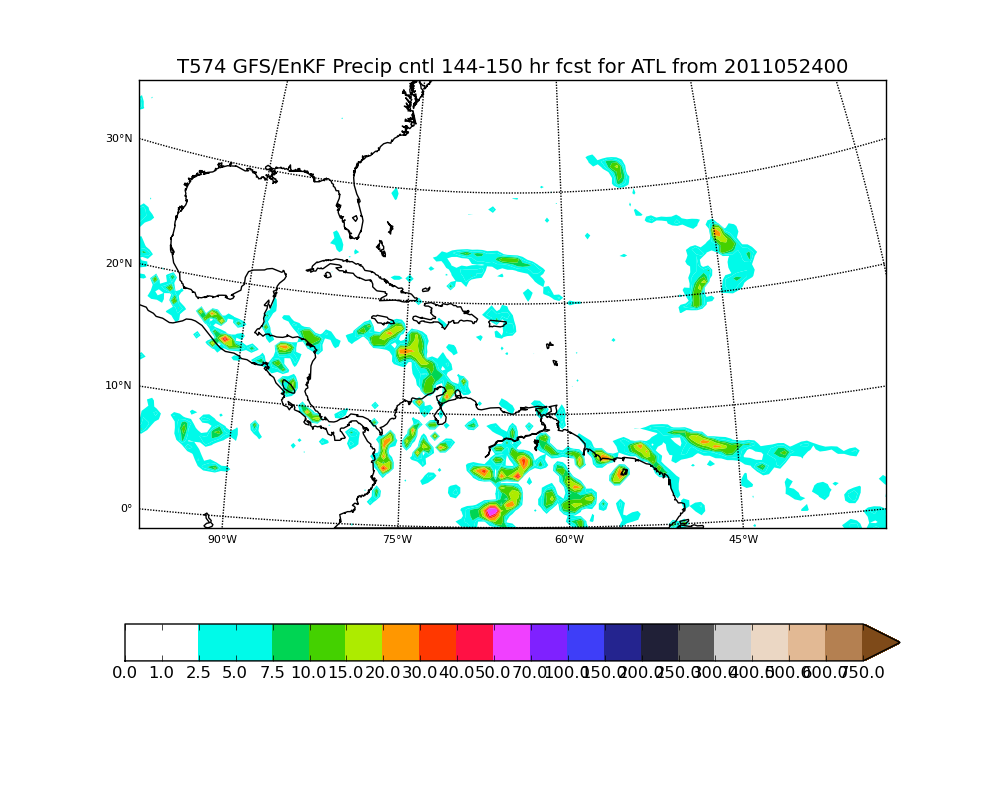 T574 GFS/EnKF Precip cntl 144-150 hr fcst for ATL from 2011052400
30°N
20°N
10°N
0°
90°W 75°W 60°W 45°W
0.0 1.0 2.5 5.0 7.5 10.0 15.0 20.0 30.0 40.0 50.0 70.0 100.0 150.0 200.0 250.0 300.0 400.0 500.0 600.0 750.0